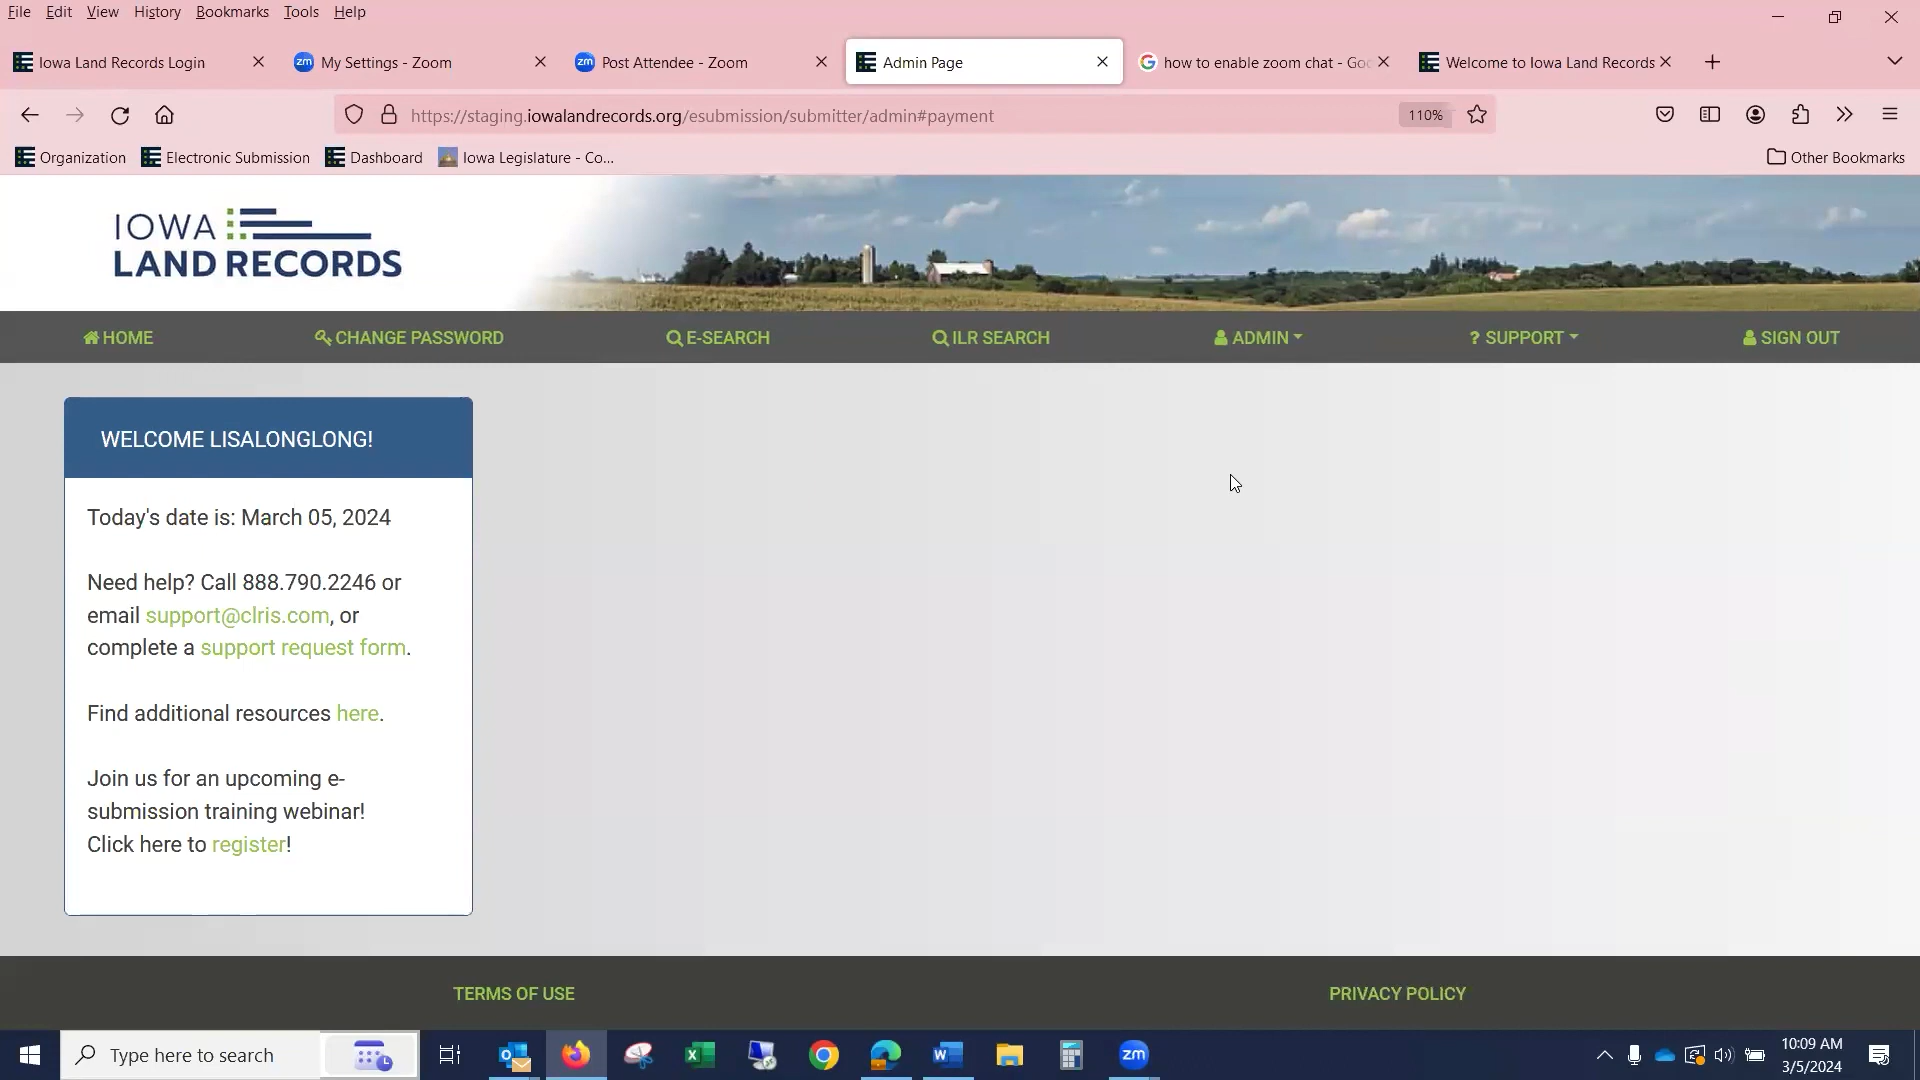 File Edit View History Bookmarks Tools Help
Iowa Land Records Login
My Settings - Zoom
Post Attendee - Zoom
Admin Page
how to enable zoom chat - Goo
Welcome to Iowa Land Records
https://staging.iowalandrecords.org/esubmission/submitter/admin#payment
110%
Organization
Electronic Submission
Dashboard
Iowa Legislature - Co...
Other Bookmarks
IOWA
LAND RECORDS
HOME
CHANGE PASSWORD
E-SEARCH
ILR SEARCH
ADMIN
? SUPPORT
SIGN OUT
WELCOME LISALONGLONG!
Today's date is: March 05, 2024
Need help? Call 888.790.2246 or
email support@clris.com, or
complete a support request form.
Find additional resources here.
Join us for an upcoming e-
submission training webinar!
Click here to register!
TERMS OF USE
PRIVACY POLICY
Type here to search
zm
10:09 AM
3/5/2024